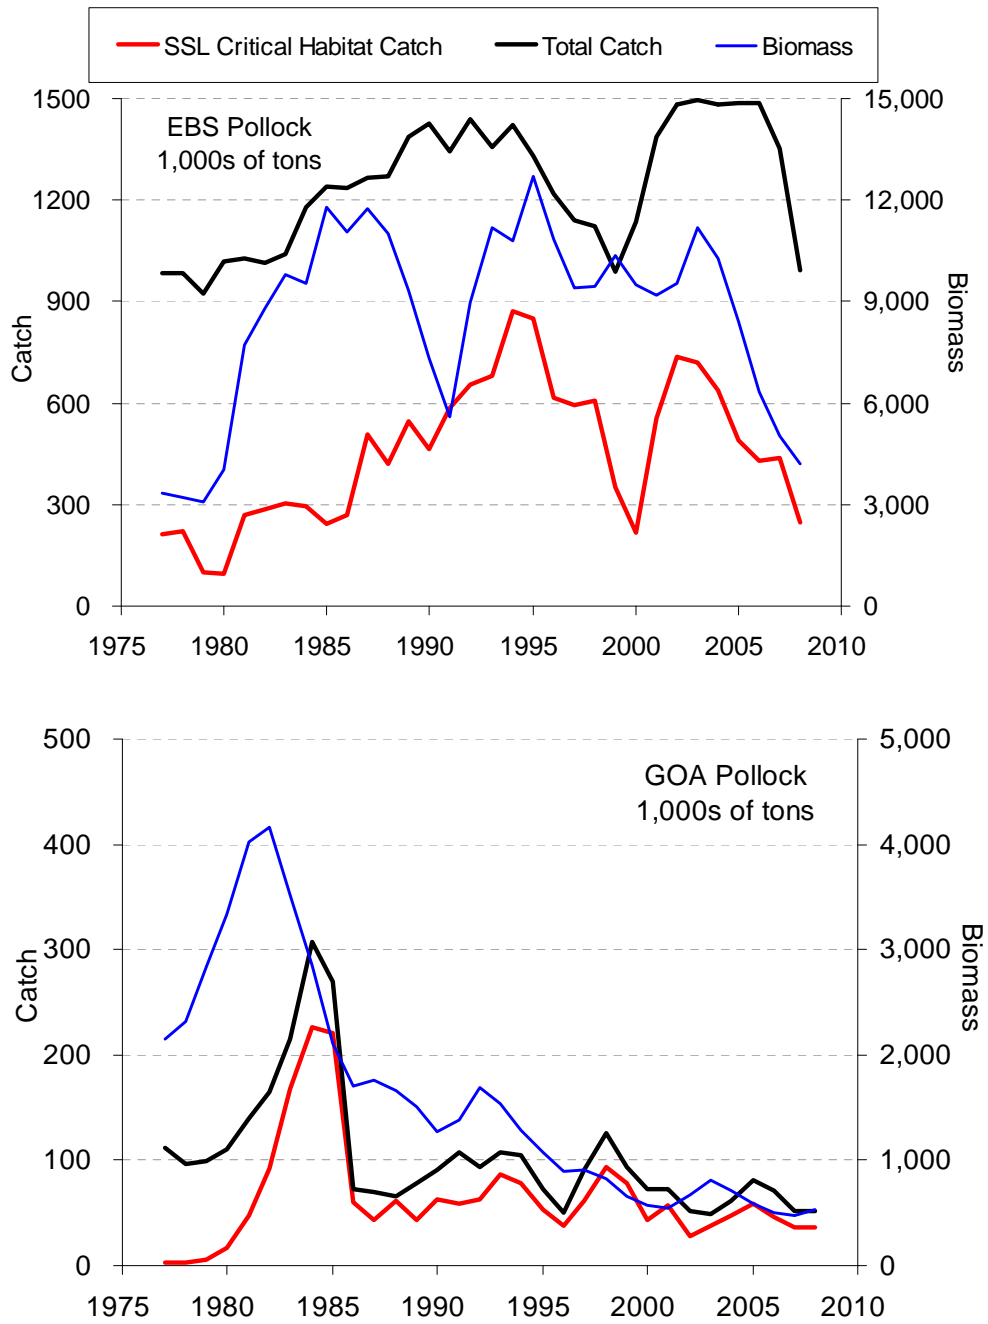 SSL Critical Habitat Catch Total Catch Biomass
1500 15,000
EBS Pollock
1,000s of tons
1200 12,000
900 9,000
Catch
Biomass
600 6,000
300 3,000
0 0
1975 1980 1985 1990 1995 2000 2005 2010
500 5,000
GOA Pollock
1,000s of tons
400 4,000
300 3,000
Catch
Biomass
200 2,000
100 1,000
0 0
1975 1980 1985 1990 1995 2000 2005 2010